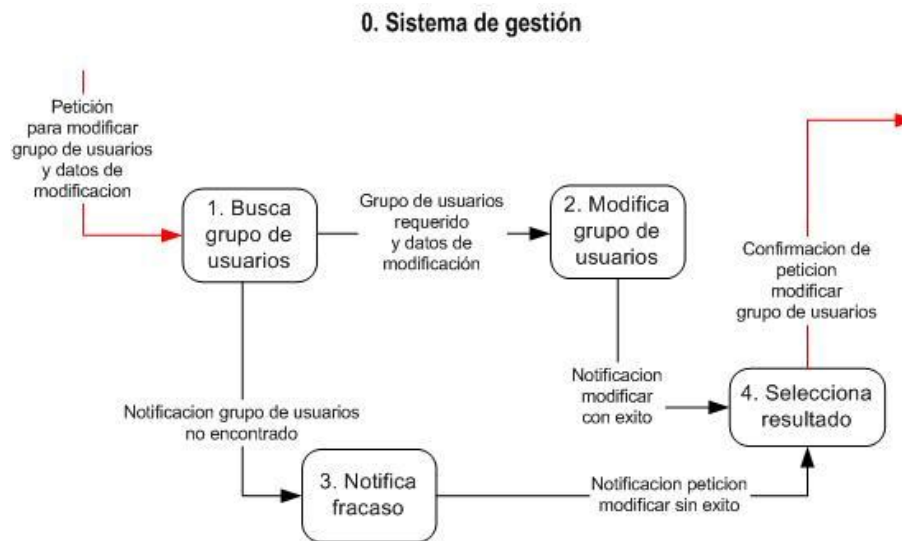 0. Sistema de gestión
Petición
para modificar
grupo de usuarios
y datos de
modificacion
1. Busca
grupo de
usuarios
Grupo de usuarios
requerido
y datos de
modificación
2. Modifica
grupo de
usuarios
Confirmacion de
peticion
modificar
grupo de usuarios
Notificacion
modificar
con exito
4. Selecciona
resultado
Notificacion grupo de usuarios
no encontrado
3. Notifica
fracaso
Notificacion peticion
modificar sin exito